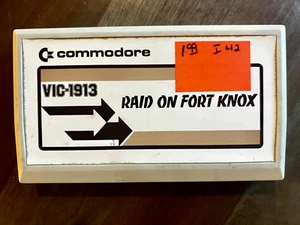 commodore
VIC-1913
RAID ON FORT KNOX